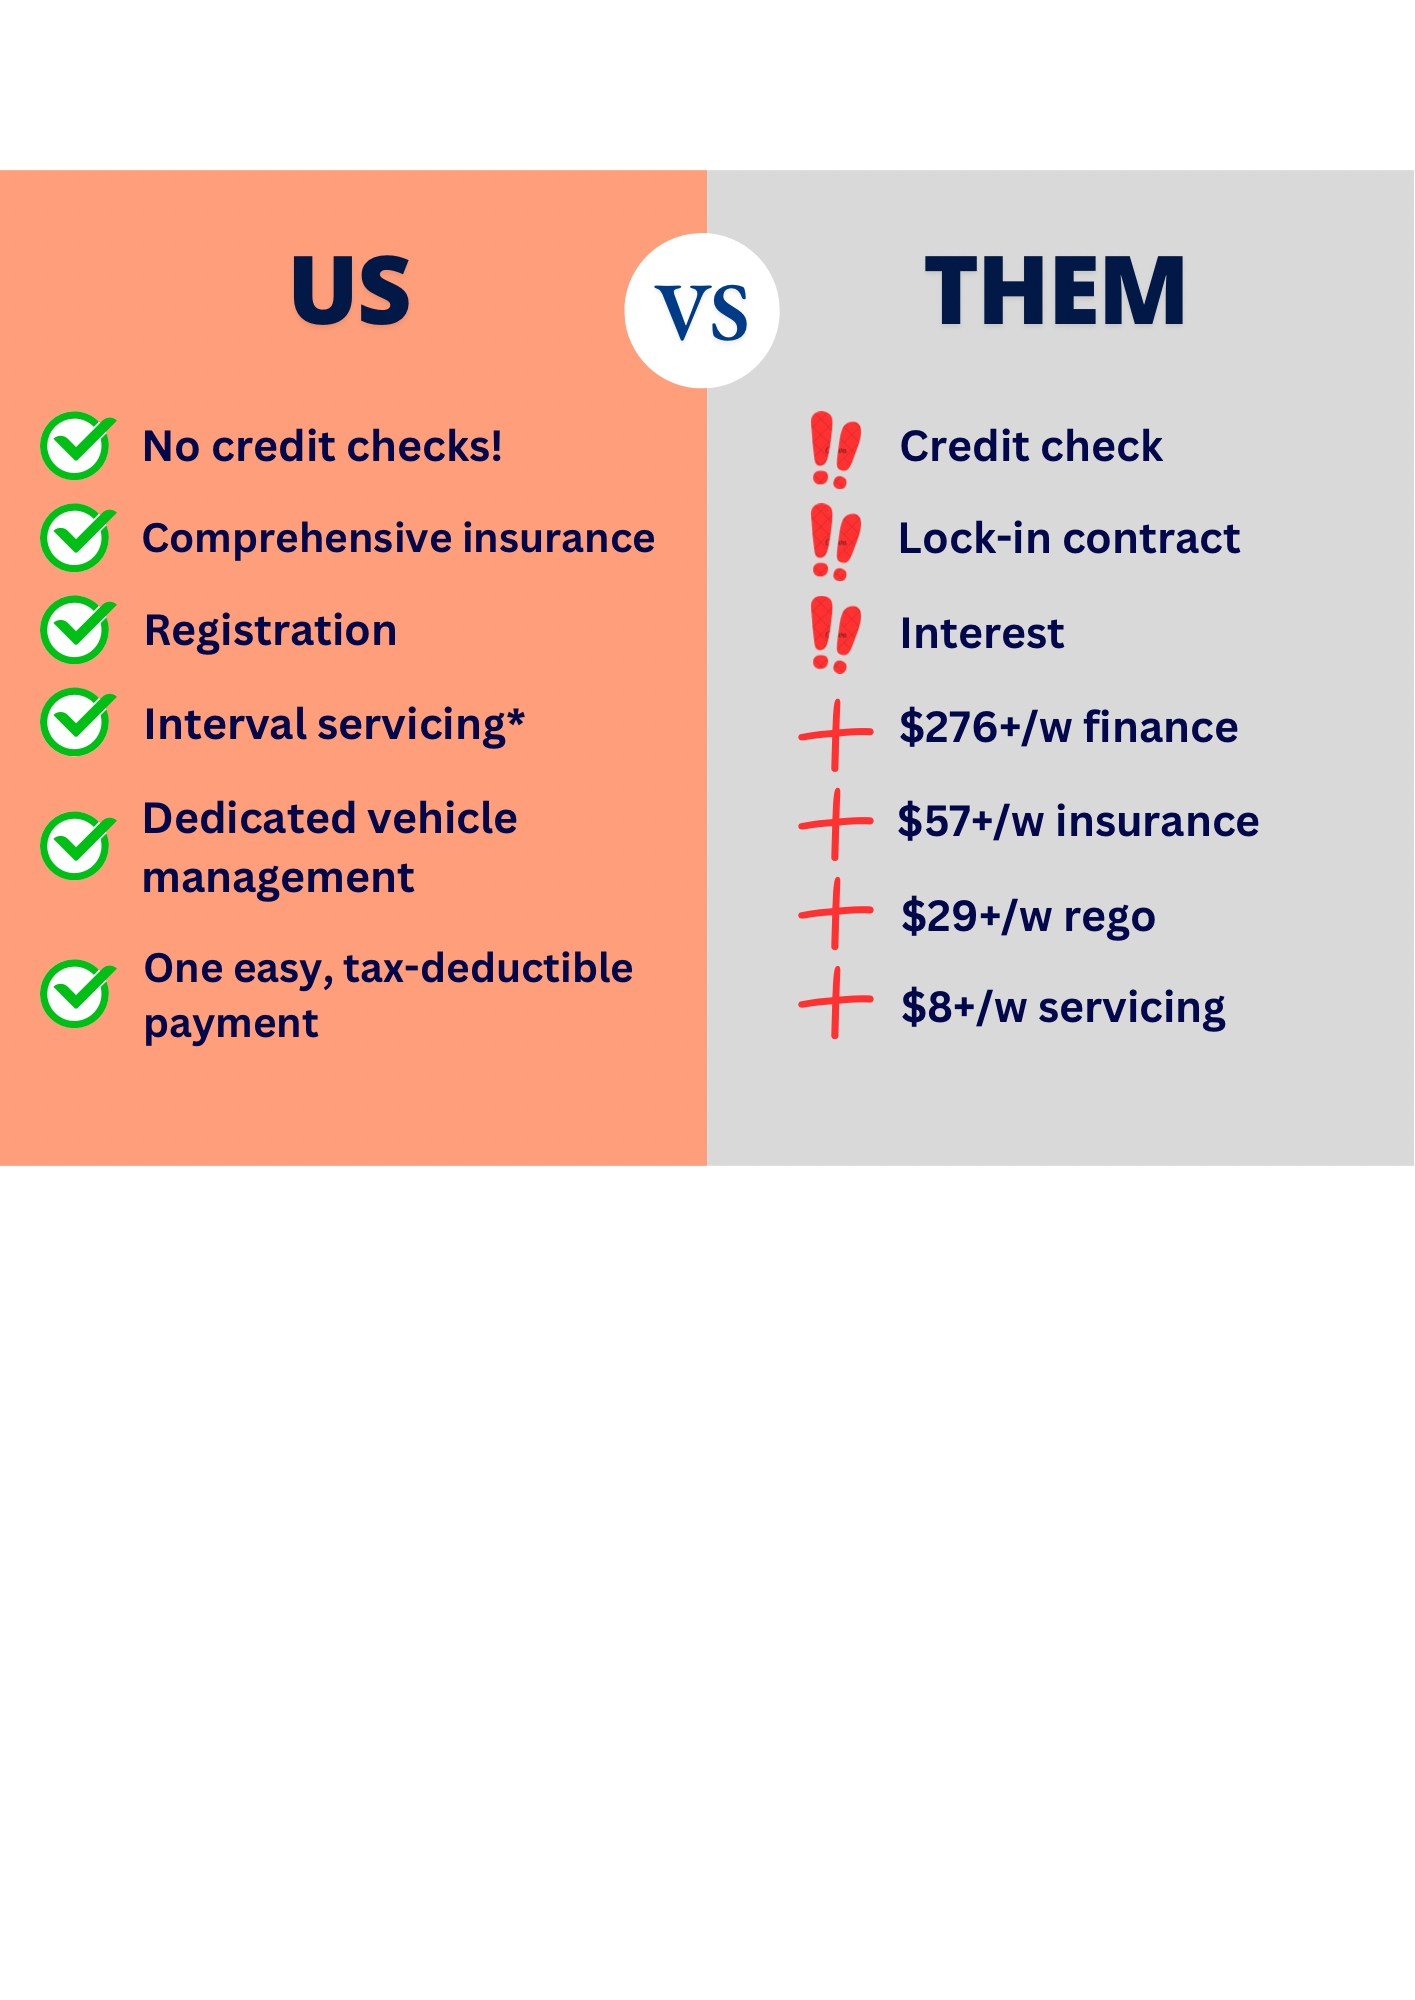 US
VS
THEM
No credit checks!
Comprehensive insurance
Registration
Interval servicing*
Dedicated vehicle
management
One easy, tax-deductible
payment
Credit check
Lock-in contract
Interest
$276+/w finance
$57+/w insurance
$29+/w rego
$8+/w servicing